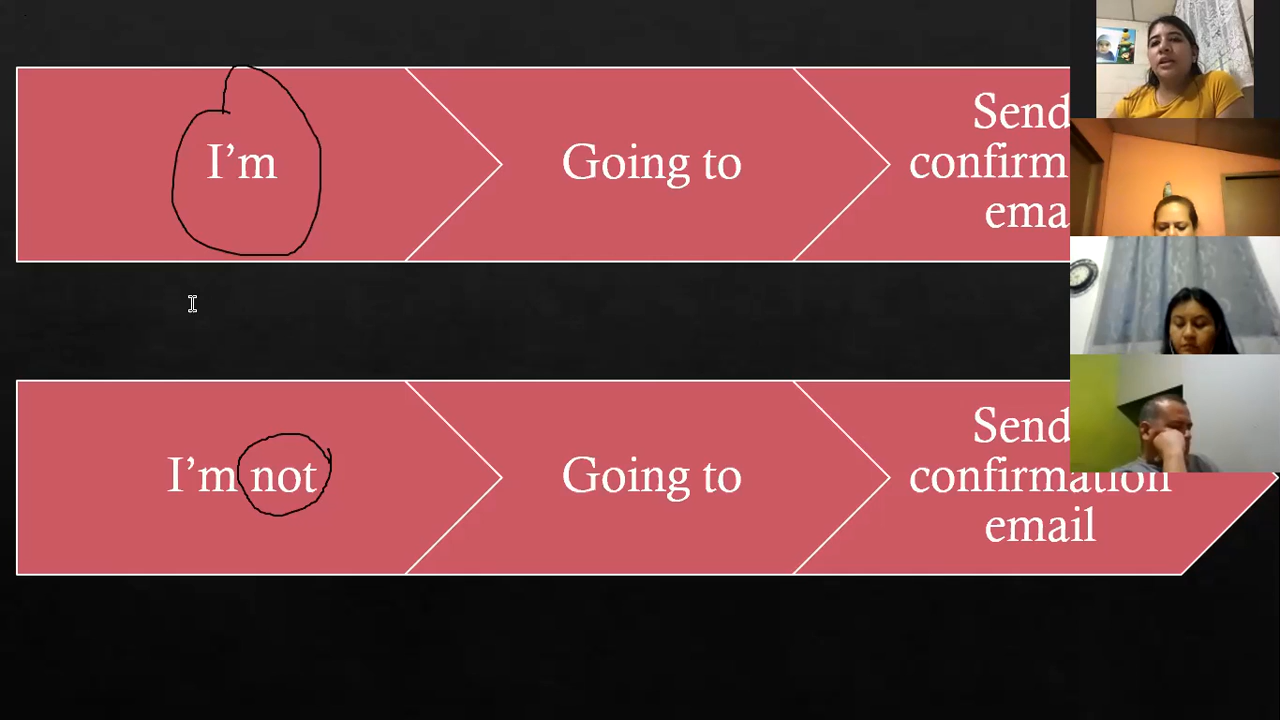 I'm
Going to
Send
confirm
ema
I'm not
Going to
Send
confirmation
email